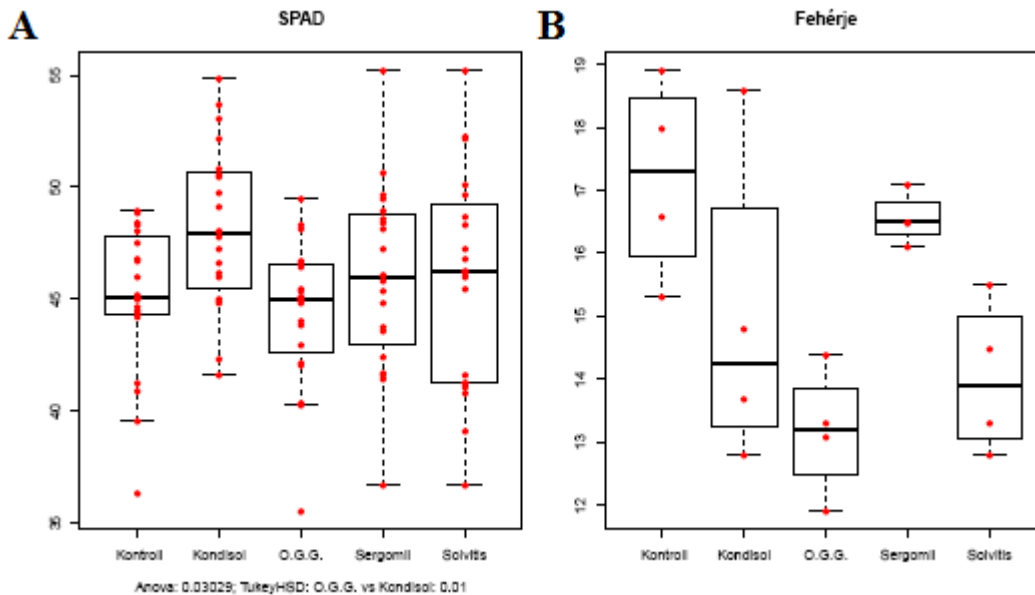 A SPAD
55
50
45
40
35
Kontroll Kondisol O.G.G. Sergomil Solvitis
Anova: 0.03029; TukeyHSD: O.G.G. vs Kondisol: 0.01
B Fehérje
19
18
17
16
15
14
13
12
Kontroll Kondisol O.G.G. Sergomil Solvitis